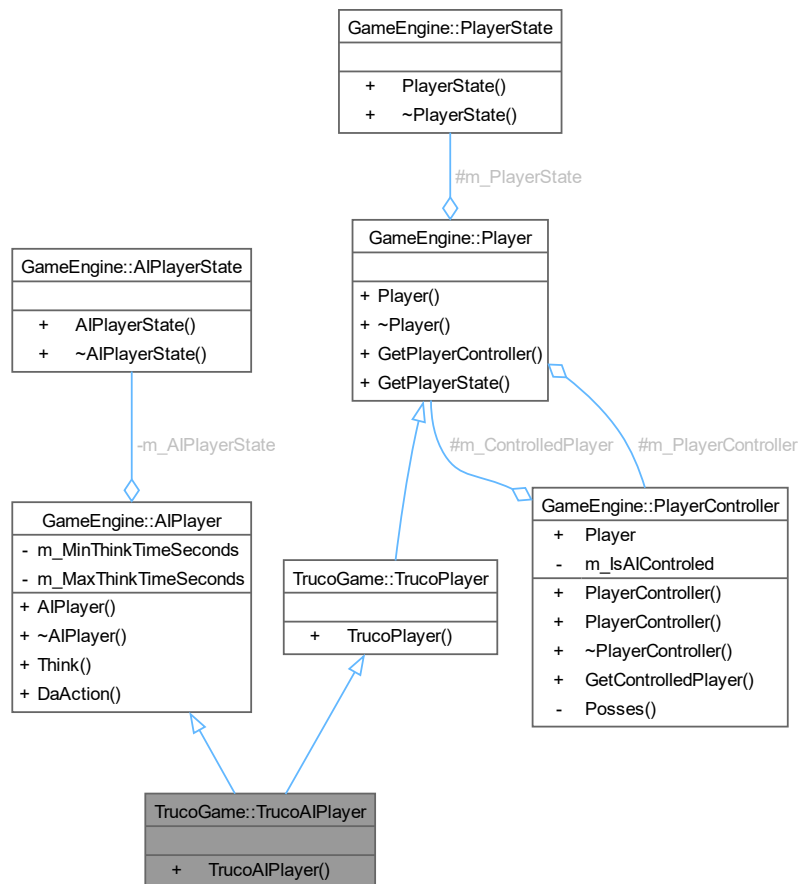 GameEngine::PlayerState
+ PlayerState()
+ ~PlayerState()
#m_PlayerState
GameEngine::Player
+ Player()
+ ~Player()
+ GetPlayerController()
+ GetPlayerState()
GameEngine::AIPlayerState
+ AIPlayerState()
+ ~AIPlayerState()
-m_AIPlayerState
#m_ControlledPlayer
#m_PlayerController
GameEngine::AIPlayer
- m_MinThinkTimeSeconds
- m_MaxThinkTimeSeconds
+ AIPlayer()
+ ~AIPlayer()
+ Think()
+ DaAction()
TrucoGame::TrucoPlayer
+ TrucoPlayer()
GameEngine::PlayerController
+ Player
- m_IsAIControled
+ PlayerController()
+ PlayerController()
+ ~PlayerController()
+ GetControlledPlayer()
- Posses()
TrucoGame::TrucoAIPlayer
+ TrucoAIPlayer()